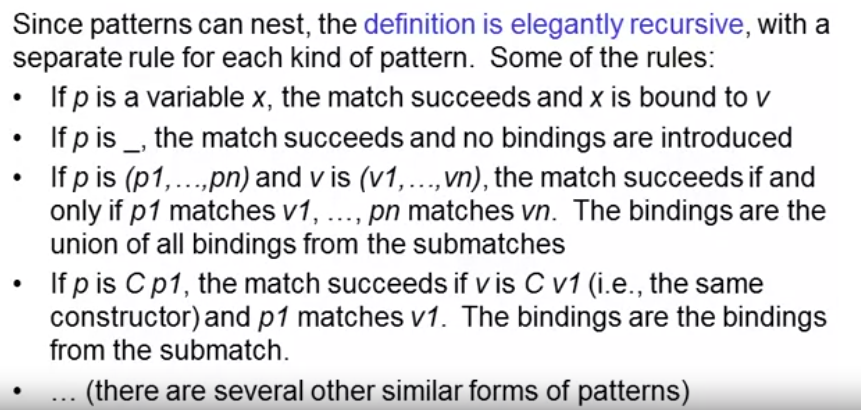 Since patterns can nest, the definition is elegantly recursive, with a
separate rule for each kind of pattern. Some of the rules:
• If p is a variable x, the match succeeds and x is bound to v
• If p is _, the match succeeds and no bindings are introduced
• If p is (p1,…,pn) and v is (v1,…,vn), the match succeeds if and
only if p1 matches v1, …, pn matches vn. The bindings are the
union of all bindings from the submatches
• If p is C p1, the match succeeds if v is C v1 (i.e., the same
constructor) and p1 matches v1. The bindings are the bindings
from the submatch.
• … (there are several other similar forms of patterns)